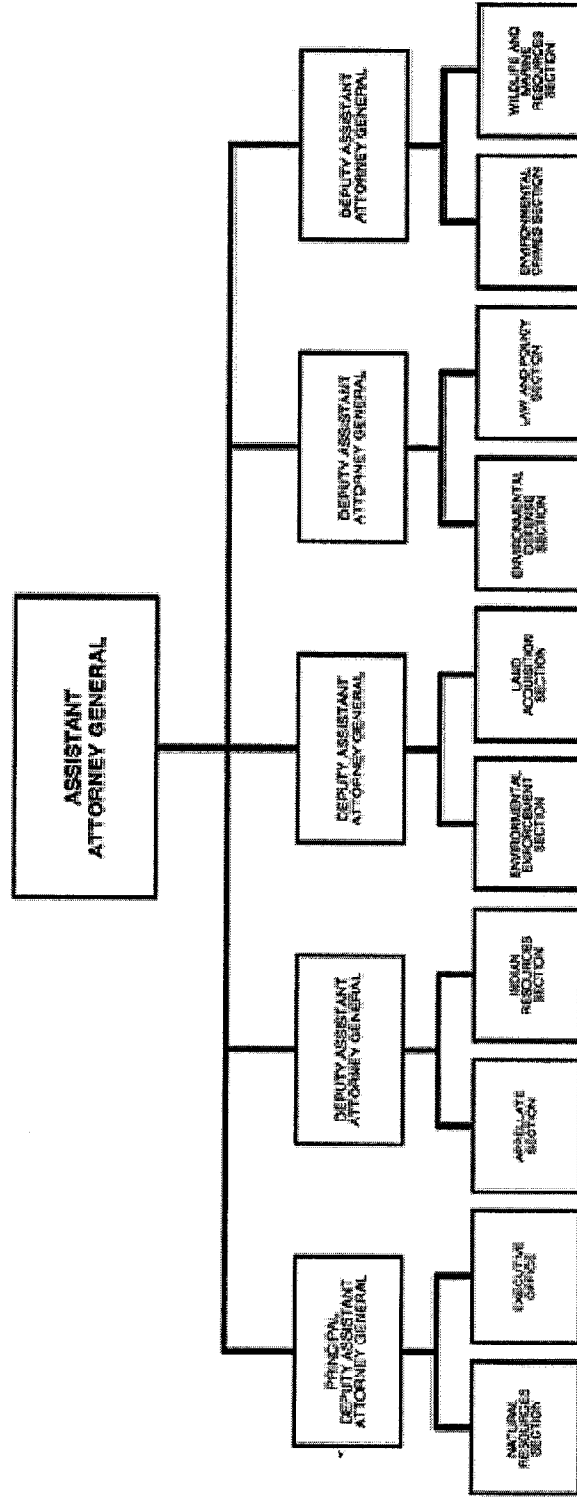 ASSISTANT
ATTORNEY GENERAL
PRINCIPAL
DEPUTY ASSISTANT
ATTORNEY GENERAL
DEPUTY ASSISTANT
ATTORNEY GENERAL
DEPUTY ASSISTANT
ATTORNEY GENERAL
DEPUTY ASSISTANT
ATTORNEY GENERAL
DEPUTY ASSISTANT
ATTORNEY GENERAL
NATURAL
RESOURCES
SECTION
EXECUTIVE
OFFICE
APPELLATE
SECTION
INDIAN
RESOURCES
SECTION
ENVIRONMENTAL
ENFORCEMENT
SECTION
LAND
ACQUISITION
SECTION
ENVIRONMENTAL
DEFENSE
SECTION
LAW AND POLICY
SECTION
ENVIRONMENTAL
CRIMES SECTION
WILDLIFE AND
MARINE
RESOURCES
SECTION